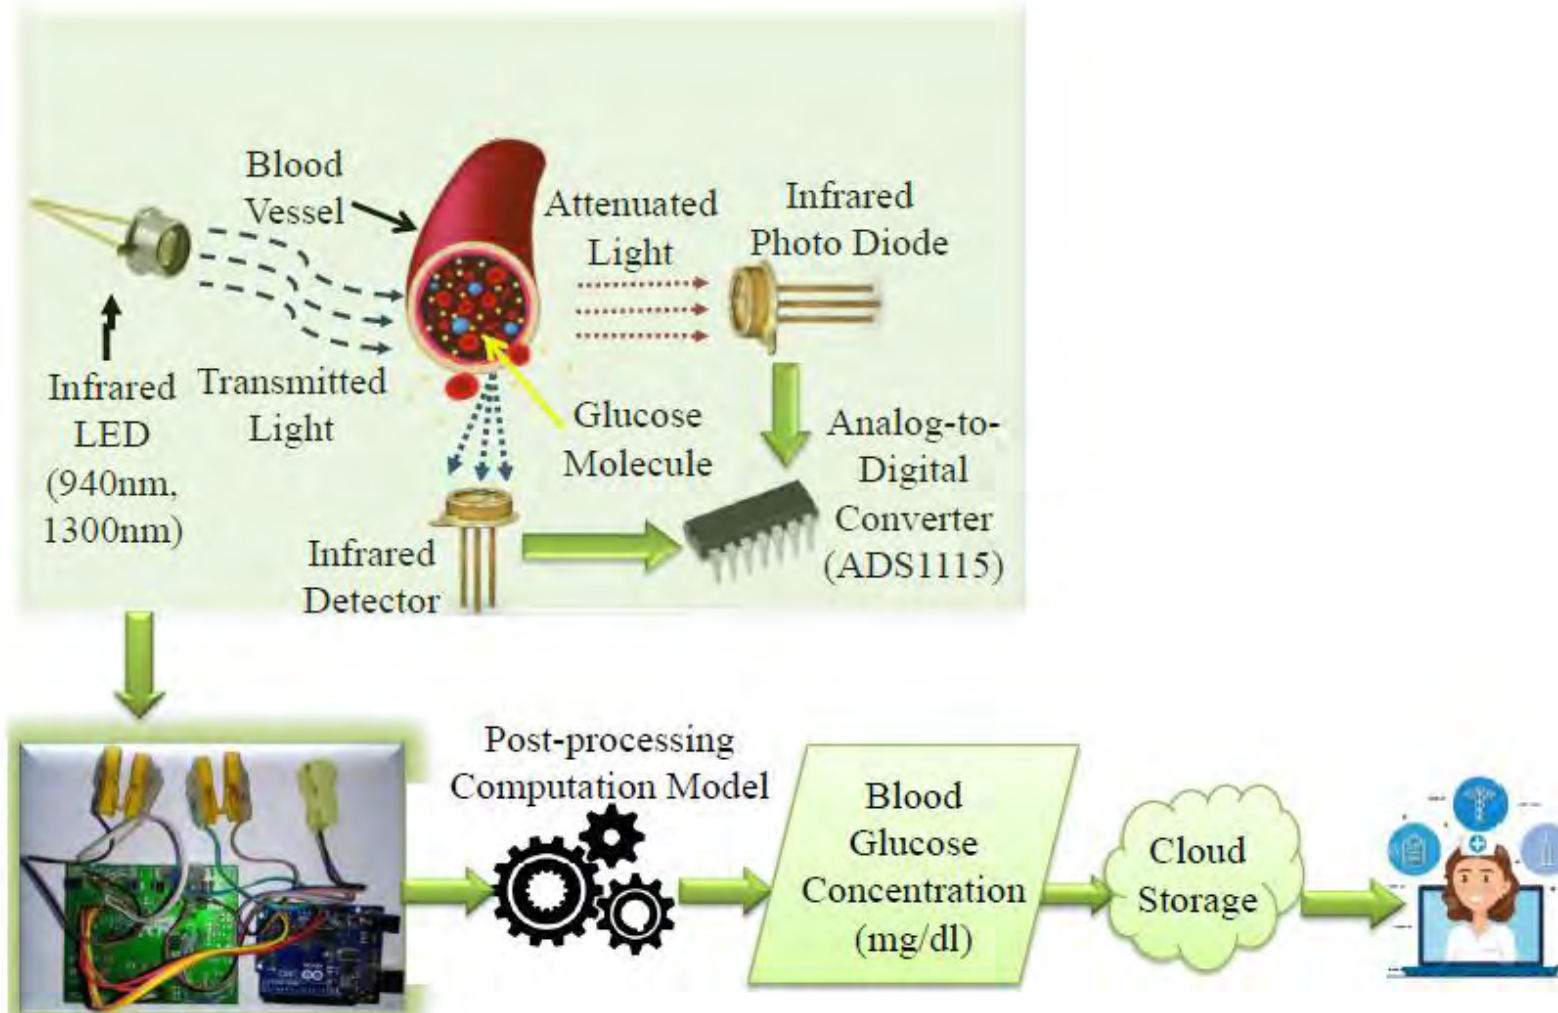 Blood
Vessel
Attenuated
Light
Infrared
Photo Diode
Infrared
LED
(940nm,
1300nm)
Transmitted
Light
Glucose
Molecule
Analog-to-
Digital
Converter
(ADS1115)
Infrared
Detector
Post-processing
Computation Model
Blood
Glucose
Concentration
(mg/dl)
Cloud
Storage